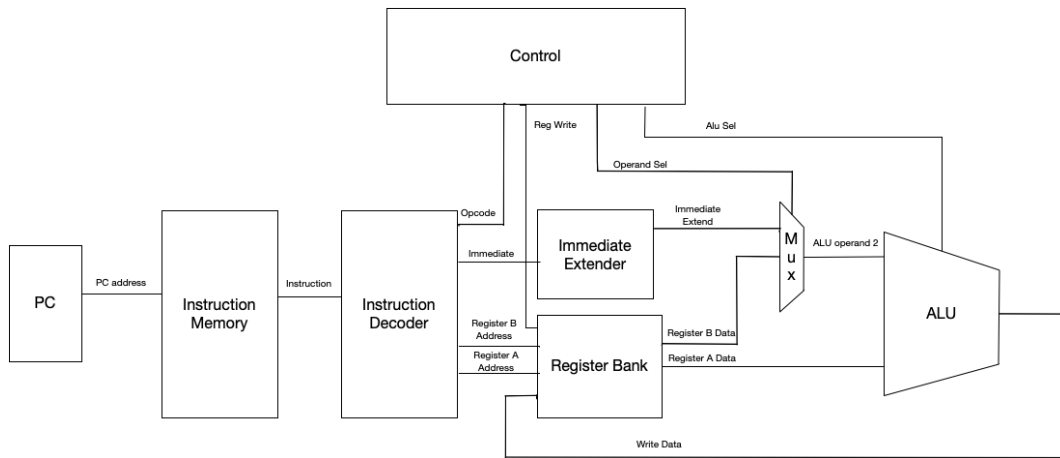 Control
Reg Write
Alu Sel
Operand Sel
Opcode
Immediate
Extend
Immediate
Immediate
Extender
M
u
x
ALU operand 2
PC address
PC
Instruction
Memory
Instruction
Instruction
Decoder
Register B
Address
Register A
Address
Register Bank
Register B Data
Register A Data
ALU
Write Data